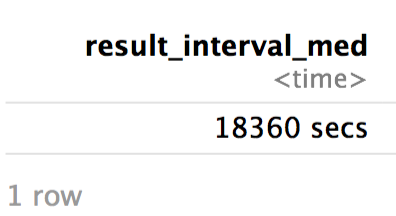 result_interval_med
<time>
18360 secs
1 row